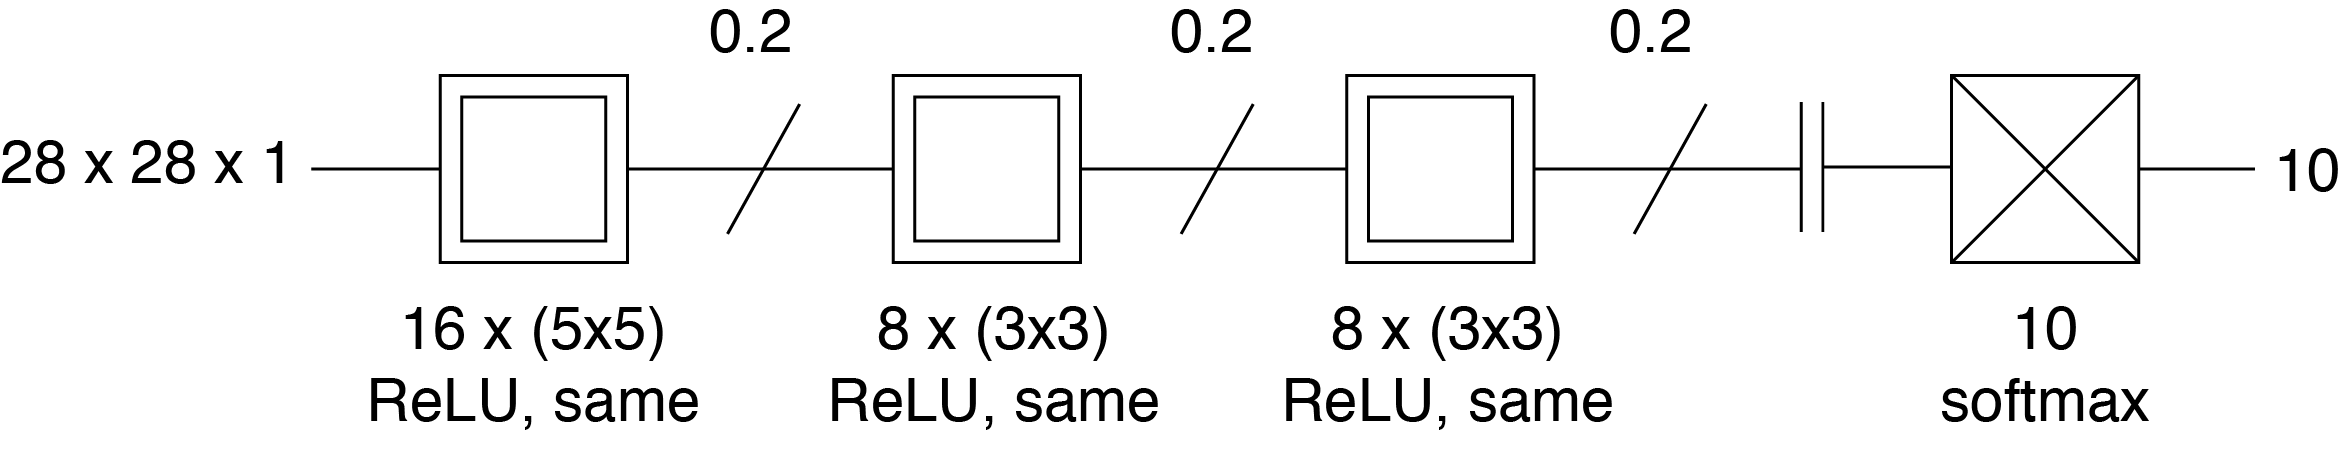 0.2
0.2
0.2
28 x 28 x 1
10
16 x (5x5)
ReLU, same
8 x (3x3)
ReLU, same
8 x (3x3)
ReLU, same
10
softmax